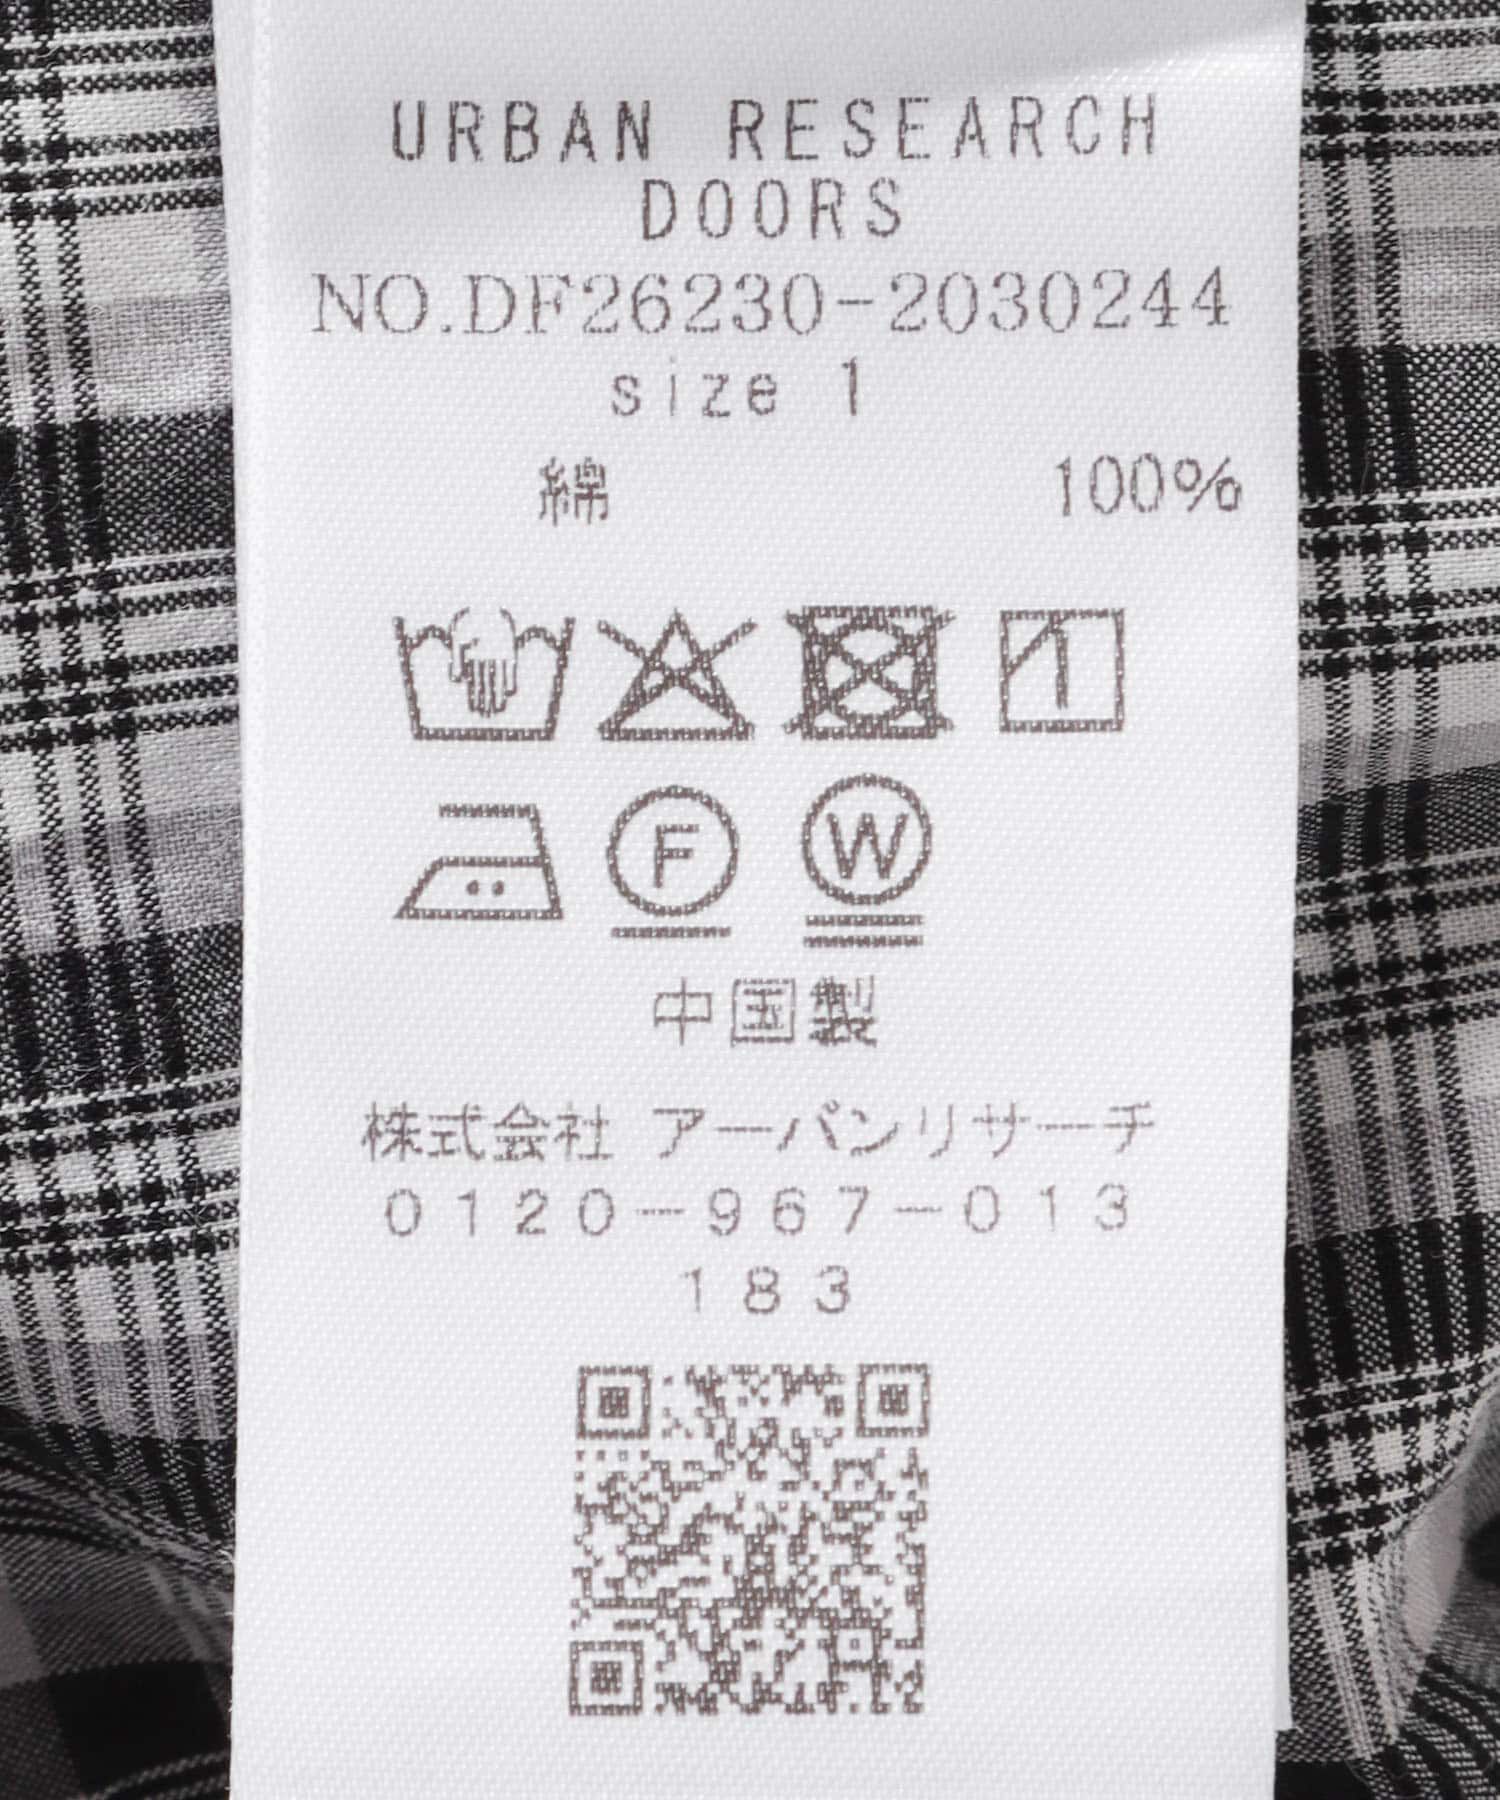 URBAN RESEARCH
DOORS
NO.DF26230-2030244
size 1
綿 100%
F W
中国製
株式会社 アーバンリサーチ
0120-967-013
183